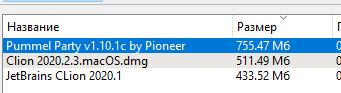 Название Размер
Pummel Party v1.10.1c by Pioneer 755.47 Мб
Clion 2020.2.3.macOS.dmg 511.49 Мб
JetBrains CLion 2020.1 433.52 Мб